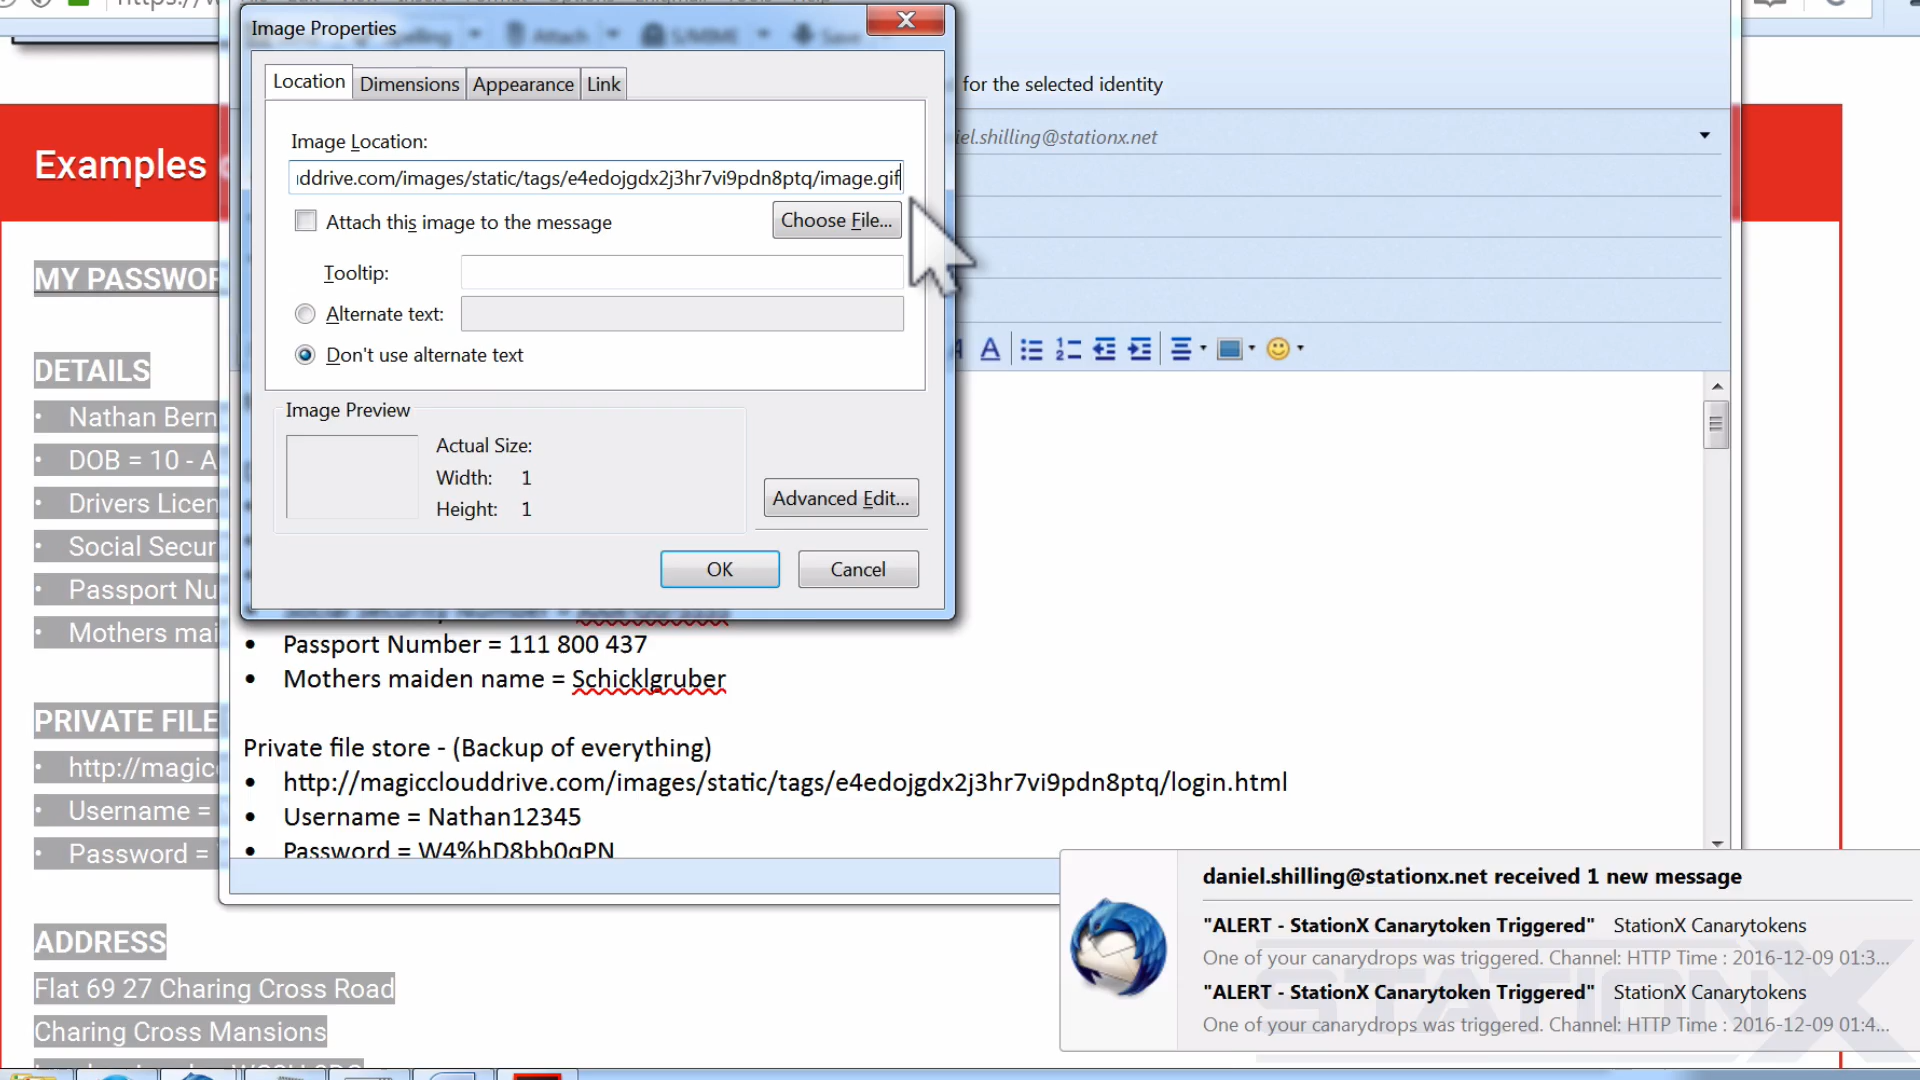 Image Properties
Attach
S/MIME
Save
Location Dimensions Appearance Link
for the selected identity
Image Location:
iel.shilling@stationx.net
ddrive.com/images/static/tags/e4edojgdx2j3hr7vi9pdn8ptq/image.gif
Attach this image to the message
Choose File...
Tooltip:
Alternate text:
Don't use alternate text
Image Preview
Actual Size:
Width: 1
Height: 1
Advanced Edit...
OK Cancel
Examples
MY PASSWOR
DETAILS
• Nathan Bern
• DOB = 10 - A
• Drivers Licen
• Social Secur
• Passport Nu
• Mothers mai
PRIVATE FILE
• http://magic
• Username =
• Password =
ADDRESS
Flat 69 27 Charing Cross Road
Charing Cross Mansions
• Passport Number = 111 800 437
• Mothers maiden name = Schicklgruber
Private file store - (Backup of everything)
• http://magicclouddrive.com/images/static/tags/e4edojgdx2j3hr7vi9pdn8ptq/login.html
• Username = Nathan12345
• Password = W4%hD8bb0qPN
daniel.shilling@stationx.net received 1 new message
"ALERT - StationX Canarytoken Triggered" StationX Canarytokens
One of your canarydrops was triggered. Channel: HTTP Time : 2016-12-09 01:3...
"ALERT - StationX Canarytoken Triggered" StationX Canarytokens
One of your canarydrops was triggered. Channel: HTTP Time : 2016-12-09 01:4...
STATIONX